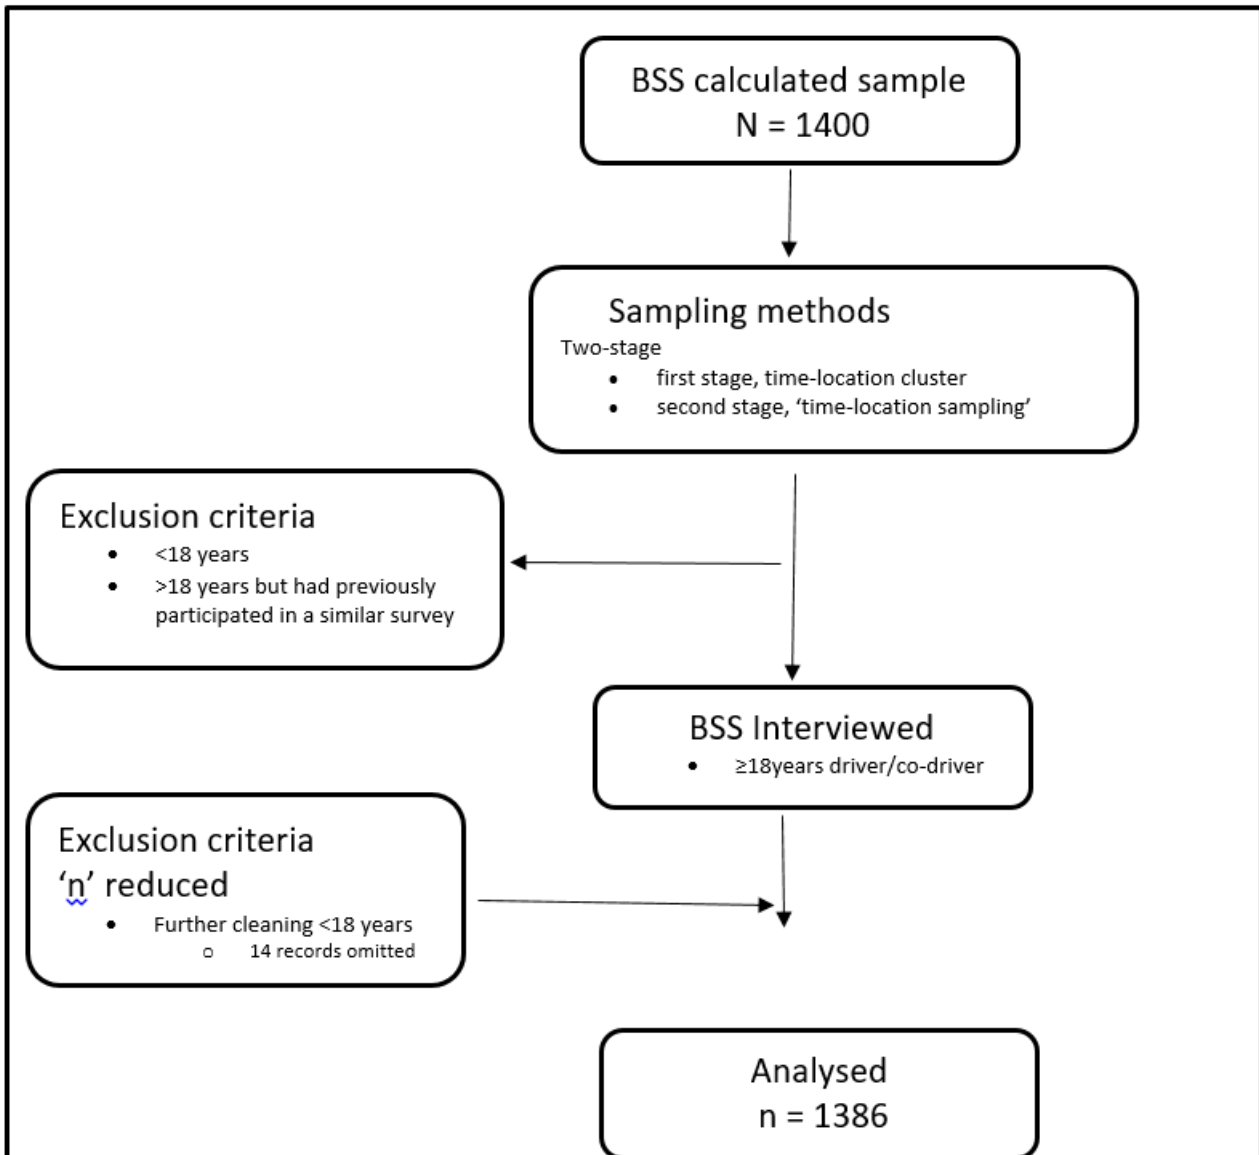 BSS calculated sample
N = 1400
Sampling methods
Two-stage
• first stage, time-location cluster
• second stage, ‘time-location sampling’
Exclusion criteria
• <18 years
• >18 years but had previously
participated in a similar survey
BSS Interviewed
• ≥18years driver/co-driver
Exclusion criteria
‘n’ reduced
• Further cleaning <18 years
o 14 records omitted
Analysed
n = 1386